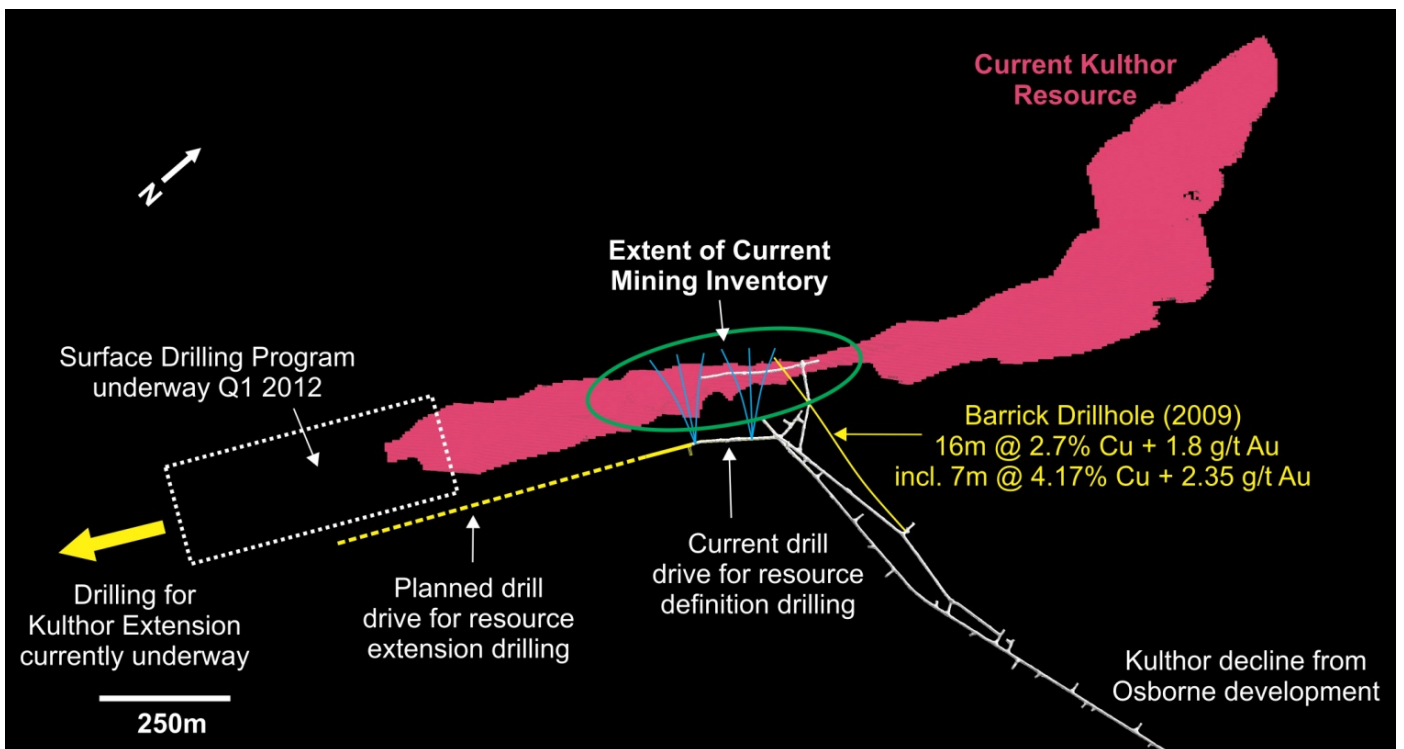 Current Kulthor
Resource
N
Extent of Current
Mining Inventory
Surface Drilling Program
underway Q1 2012
Barrick Drillhole (2009)
16m @ 2.7% Cu + 1.8 g/t Au
incl. 7m @ 4.17% Cu + 2.35 g/t Au
Current drill
drive for resource
definition drilling
Planned drill
drive for resource
extension drilling
Drilling for
Kulthor Extension
currently underway
Kulthor decline from
Osborne development
250m